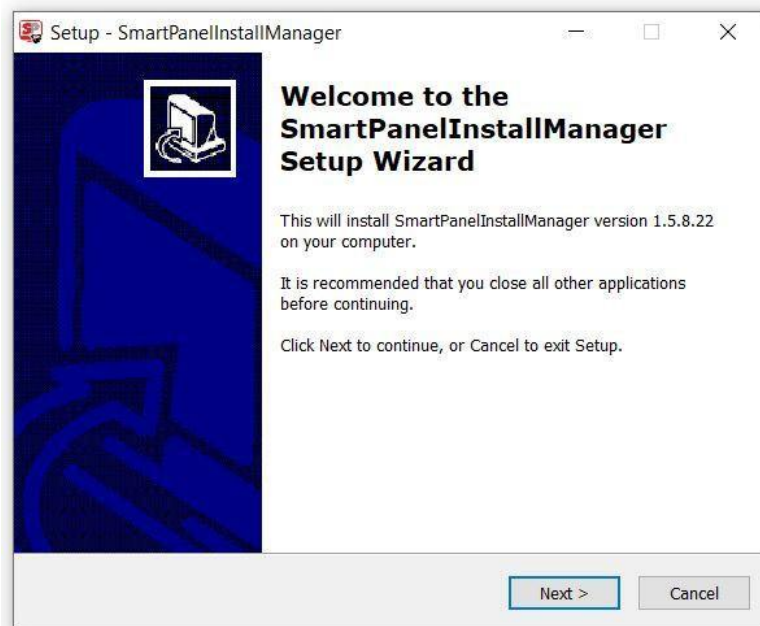 Setup - SmartPanelInstallManager
Welcome to the
SmartPanelInstallManager
Setup Wizard
This will install SmartPanelInstallManager version 1.5.8.22
on your computer.
It is recommended that you close all other applications
before continuing.
Click Next to continue, or Cancel to exit Setup.
Next >
Cancel